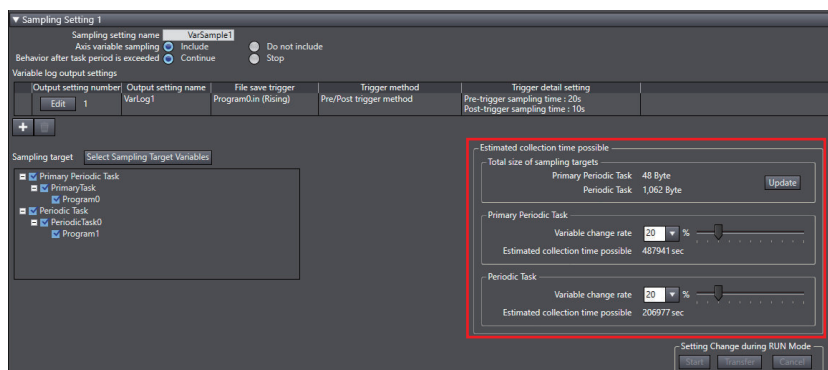 ▼ Sampling Setting 1
Sampling setting name VarSample1
Axis variable sampling Include Do not include
Behavior after task period is exceeded Continue Stop
Variable log output settings
Output setting number Output setting name File save trigger Trigger method Trigger detail setting
Edit 1 VarLog1 Program0.in (Rising) Pre/Post trigger method Pre-trigger sampling time : 20s
Post-trigger sampling time : 10s
+
Sampling target Select Sampling Target Variables
Primary Periodic Task
PrimaryTask
Program0
Periodic Task
PeriodicTask0
Program1
Estimated collection time possible
Total size of sampling targets
Primary Periodic Task 48 Byte
Periodic Task 1,062 Byte
Update
Primary Periodic Task
Variable change rate 20 %
Estimated collection time possible 487941 sec
Periodic Task
Variable change rate 20 %
Estimated collection time possible 206977 sec
Setting Change during RUN Mode
Start Transfer Cancel